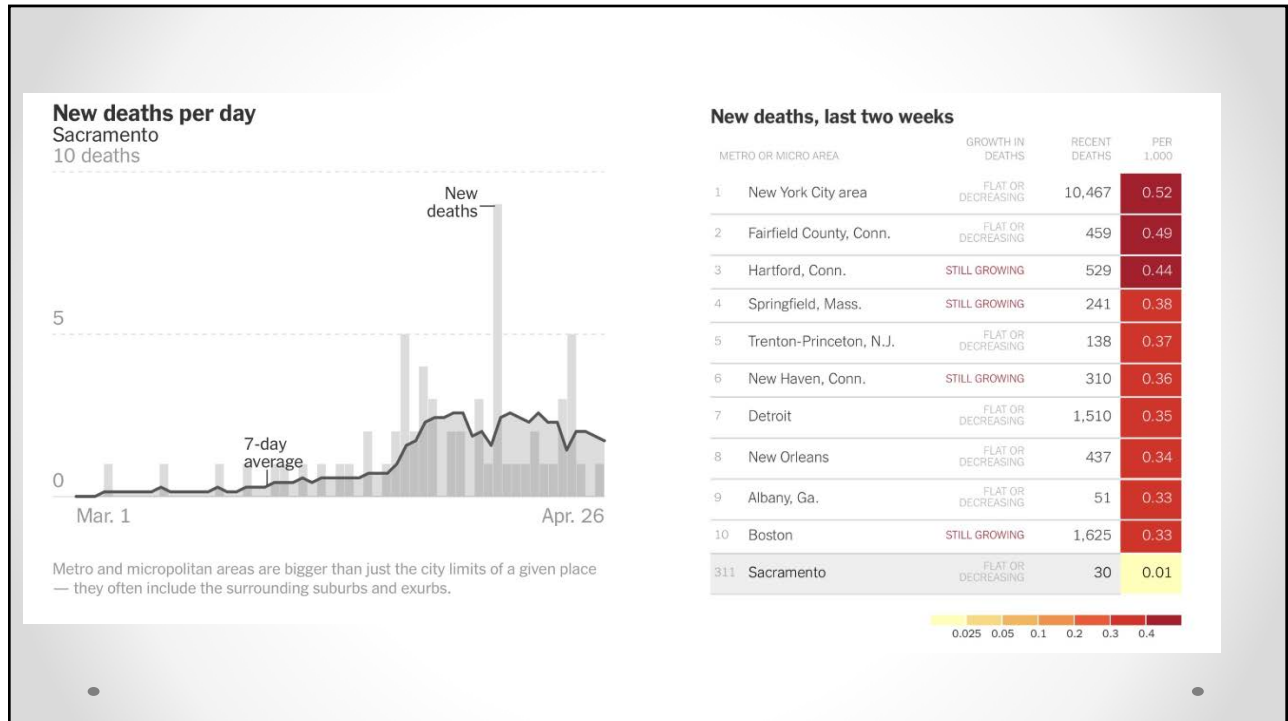 New deaths per day
Sacramento
10 deaths
New
deaths
5
7-day
average
0
Mar. 1
Apr. 26
Metro and micropolitan areas are bigger than just the city limits of a given place
— they often include the surrounding suburbs and exurbs.
New deaths, last two weeks
METRO OR MICRO AREA GROWTH IN DEATHS RECENT DEATHS PER 1,000
1 New York City area FLAT OR DECREASING 10,467 0.52
2 Fairfield County, Conn. FLAT OR DECREASING 459 0.49
3 Hartford, Conn. STILL GROWING 529 0.44
4 Springfield, Mass. STILL GROWING 241 0.38
5 Trenton-Princeton, N.J. FLAT OR DECREASING 138 0.37
6 New Haven, Conn. STILL GROWING 310 0.36
7 Detroit FLAT OR DECREASING 1,510 0.35
8 New Orleans FLAT OR DECREASING 437 0.34
9 Albany, Ga. FLAT OR DECREASING 51 0.33
10 Boston STILL GROWING 1,625 0.33
311 Sacramento FLAT OR DECREASING 30 0.01
0.025 0.05 0.1 0.2 0.3 0.4